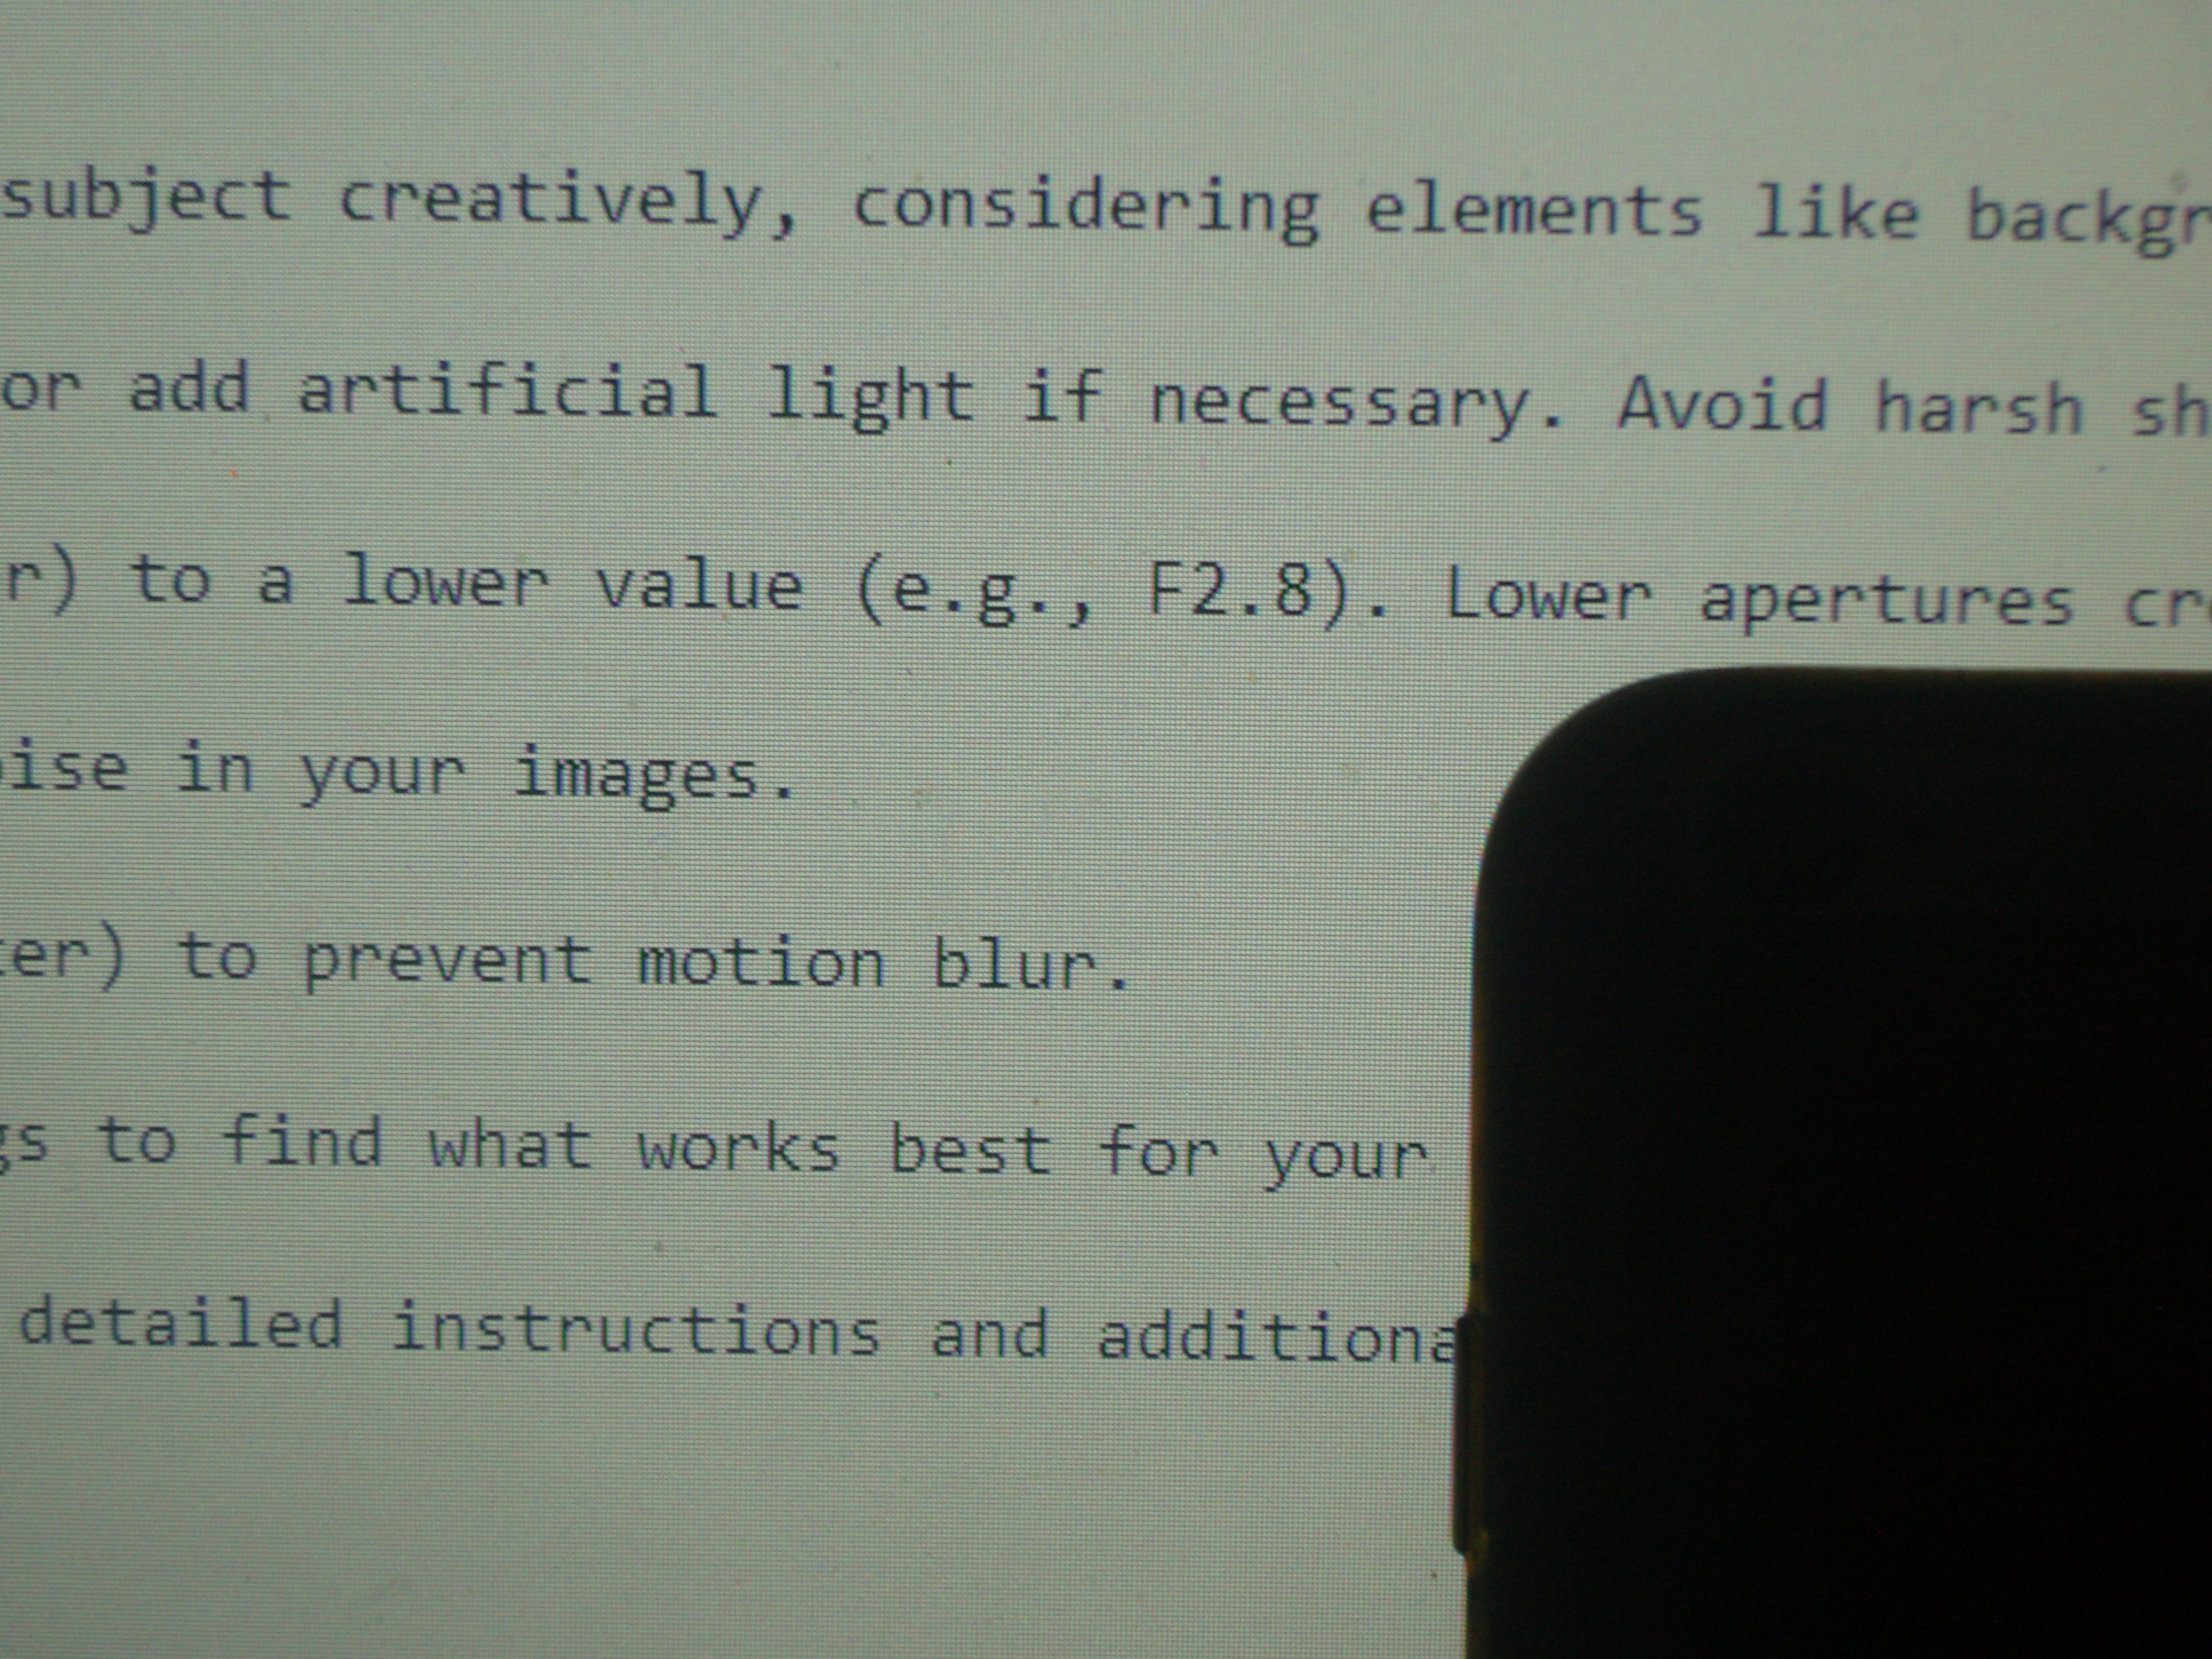 subject creatively, considering elements like backgr
or add artificial light if necessary. Avoid harsh sh
r) to a lower value (e.g., F2.8). Lower apertures cr
ise in your images.
er) to prevent motion blur.
gs to find what works best for your
detailed instructions and additiona